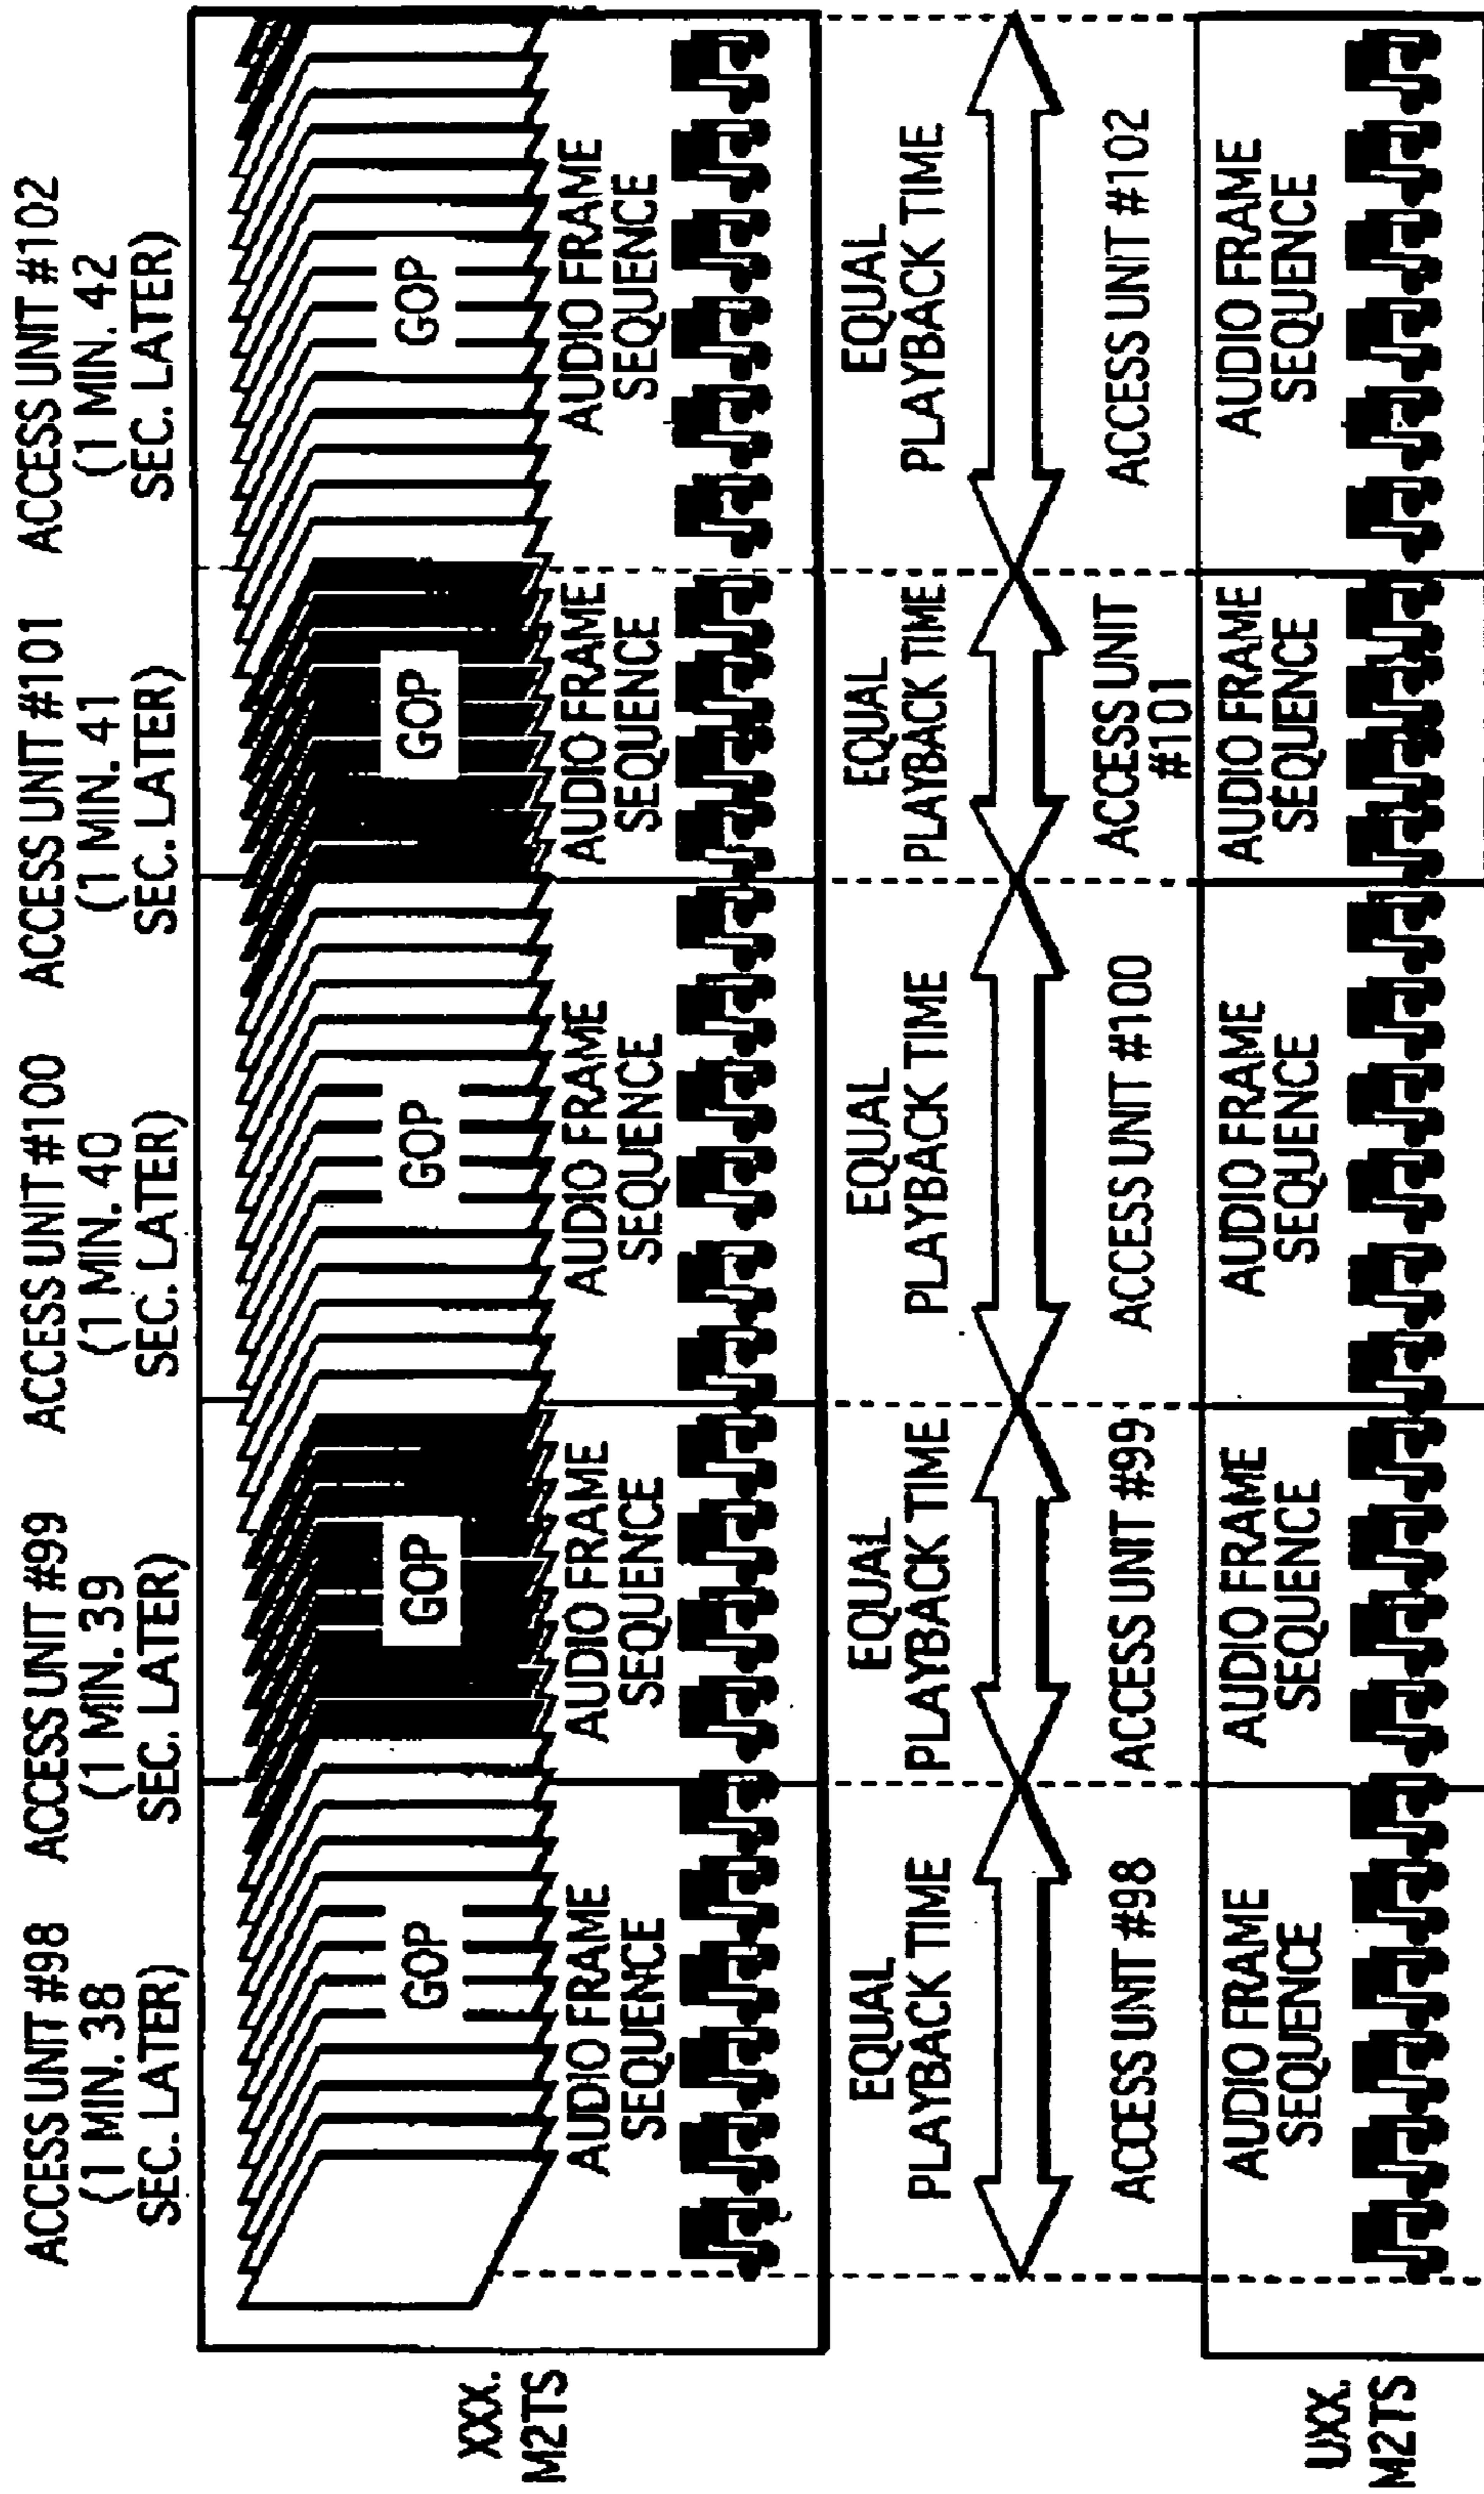 ACCESS UNIT #98
(1 MIN. 38
SEC. LATER)
ACCESS UNIT #99
(1 MIN. 39
SEC. LATER)
ACCESS UNIT #100
(1 MIN. 40
SEC. LATER)
ACCESS UNIT #101
(1 MIN. 41
SEC. LATER)
ACCESS UNIT #102
(1 MIN. 42
SEC. LATER)
XXX.
M2TS
GOP
GOP
GOP
GOP
GOP
AUDIO FRAME
SEQUENCE
AUDIO FRAME
SEQUENCE
AUDIO FRAME
SEQUENCE
AUDIO FRAME
SEQUENCE
AUDIO FRAME
SEQUENCE
EQUAL
PLAYBACK TIME
EQUAL
PLAYBACK TIME
EQUAL
PLAYBACK TIME
EQUAL
PLAYBACK TIME
EQUAL
PLAYBACK TIME
ACCESS UNIT #98
ACCESS UNIT #99
ACCESS UNIT #100
ACCESS UNIT
#101
ACCESS UNIT #102
UXX.
M2TS
AUDIO FRAME
SEQUENCE
AUDIO FRAME
SEQUENCE
AUDIO FRAME
SEQUENCE
AUDIO FRAME
SEQUENCE
AUDIO FRAME
SEQUENCE